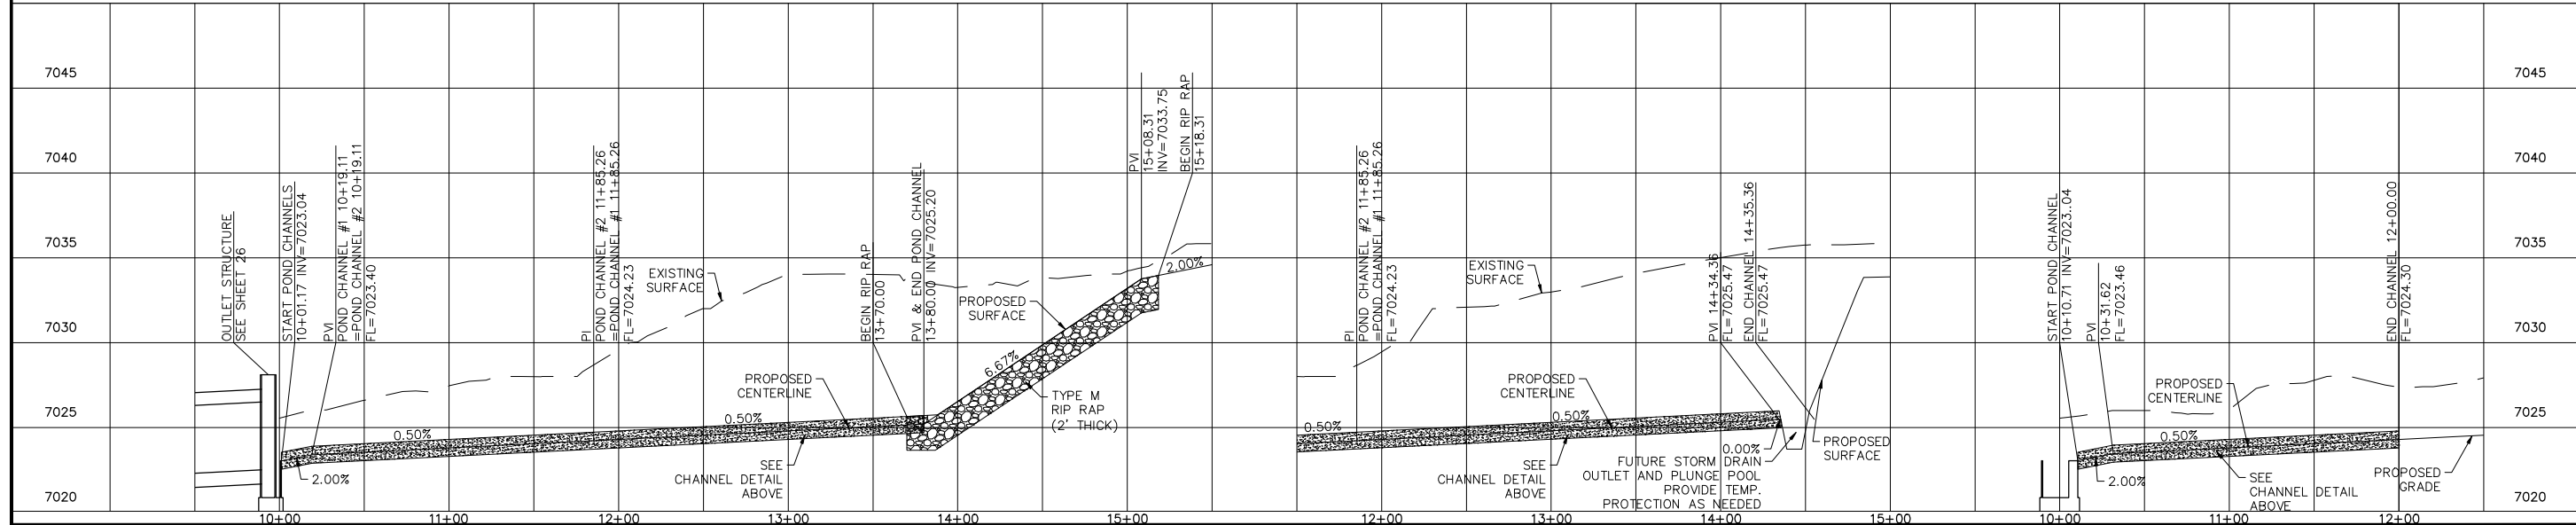 7045
7040
7035
7030
7025
7020
OUTLET STRUCTURE
SEE SHEET 26
START POND CHANNELS
10+01.17 INV=7023.04
PVI
POND CHANNEL #1 10+19.11
=POND CHANNEL #2 10+19.11
FL=7023.40
2.00%
0.50%
PI
POND CHANNEL #2 11+85.26
=POND CHANNEL #1 11+85.26
FL=7024.23
EXISTING
SURFACE
0.50%
PROPOSED
CENTERLINE
SEE
CHANNEL DETAIL
ABOVE
BEGIN RIP RAP
13+70.00
PVI & END POND CHANNEL
13+80.00 INV=7025.20
PROPOSED
SURFACE
6.67%
TYPE M
RIP RAP
(2' THICK)
PVI
15+08.31
INV=7033.75
BEGIN RIP RAP
15+18.31
2.00%
10+00
11+00
12+00
13+00
14+00
15+00
0.50%
PI
POND CHANNEL #2 11+85.26
=POND CHANNEL #1 11+85.26
FL=7024.23
EXISTING
SURFACE
PROPOSED
CENTERLINE
0.50%
SEE
CHANNEL DETAIL
ABOVE
PVI 14+34.36
FL=7025.47
END CHANNEL 14+35.36
FL=7025.47
0.00%
FUTURE STORM DRAIN
OUTLET AND PLUNGE POOL
PROVIDE TEMP.
PROTECTION AS NEEDED
PROPOSED
SURFACE
12+00
13+00
14+00
15+00
START POND CHANNEL
10+10.71 INV=7023..04
PVI
10+31.62
FL=7023.46
2.00%
0.50%
PROPOSED
CENTERLINE
SEE
CHANNEL DETAIL
ABOVE
END CHANNEL 12+00.00
FL=7024.30
PROPOSED
GRADE
10+00
11+00
12+00
7045
7040
7035
7030
7025
7020